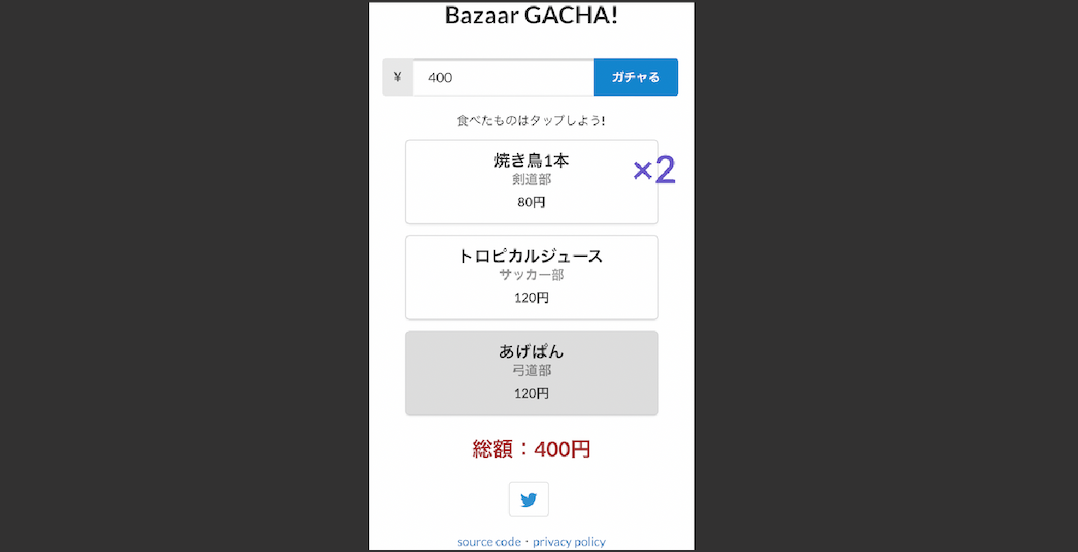 Bazaar GACHA!
¥ 400 ガチャる
食べたものはタップしよう!
焼き鳥1本
×2
剣道部
80円
トロピカルジュース
サッカー部
120円
あげぱん
弓道部
120円
総額：400円
source code・privacy policy